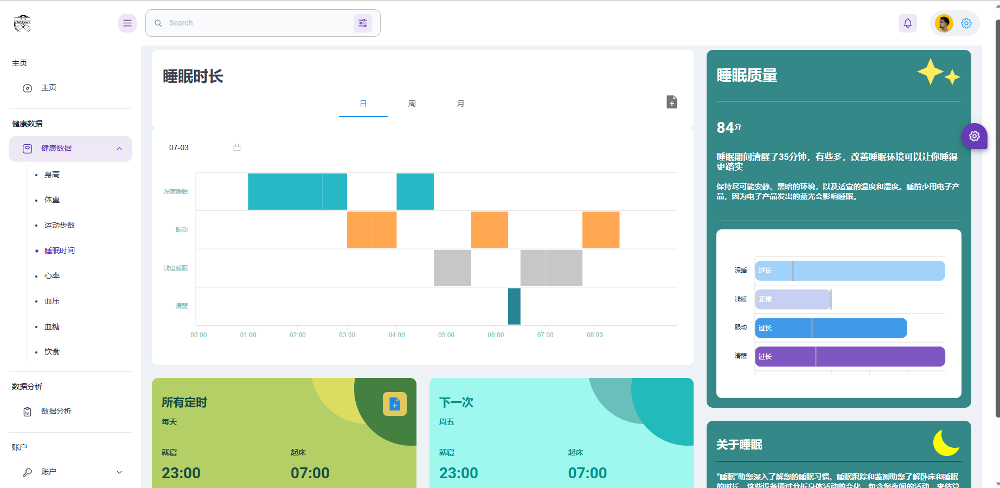 Search
主页
主页
健康数据
健康数据
身高
体重
运动步数
睡眠时间
心率
血压
血糖
饮食
数据分析
数据分析
账户
账户
睡眠时长
日
周
月
07-03
深度睡眠
眼动
浅度睡眠
清醒
00:00 01:00 02:00 03:00 04:00 05:00 06:00 07:00 08:00
所有定时
每天
就寝 起床
23:00 07:00
下一次
周五
就寝 起床
23:00 07:00
睡眠质量
84分
睡眠期间清醒了35分钟，有些多，改善睡眠环境可以让你睡得
更踏实
保持尽可能安静、黑暗的环境，以及适宜的温度和湿度。睡前少用电子产
品，因为电子产品发出的蓝光会影响睡眠。
深睡 过长
浅睡 正常
眼动 过长
清醒 过长
关于睡眠
“睡眠”助您深入了解您的睡眠习惯。睡眠跟踪和监测助您了解卧床和睡眠
的时长。这些设备通过分析身体活动的变化，包含您夜间的活动，来估算